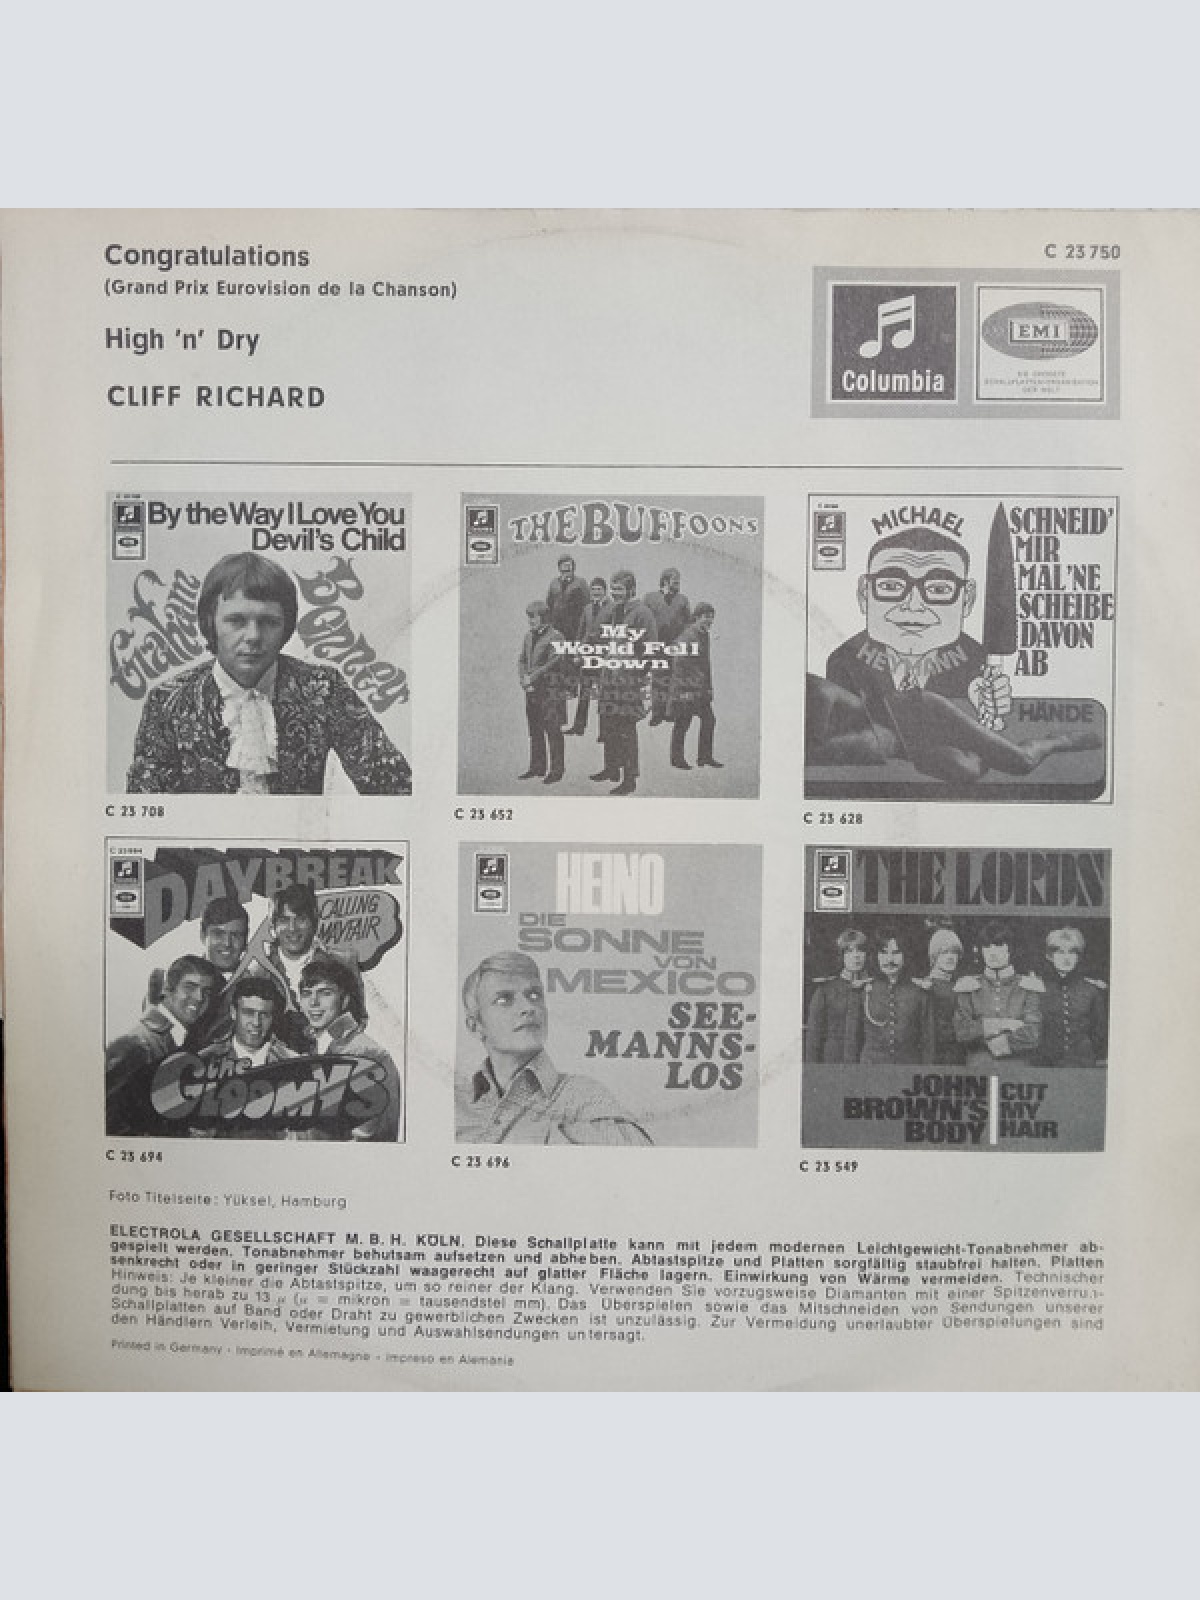 Congratulations
(Grand Prix Eurovision de la Chanson)
High 'n' Dry
CLIFF RICHARD
C 23 750
Columbia
EMI
DIE GRÖSSTE
SCHALLPLATTEN-ORGANISATION
DER WELT
By the Way I Love You
Devil's Child
Graham
Bonney
C 23 708
THE BUFFOONS
My
World Fell
Down
C 23 652
MICHAEL
HEYMANN
SCHNEID'
MIR
MAL 'NE
SCHEIBE
DAVON
AB
HÄNDE
C 23 628
DAYBREAK
CALLING
MAYFAIR
the
GLOOMYS
C 23 694
HEINO
DIE
SONNE
VON
MEXICO
SEE-
MANNS-
LOS
C 23 696
THE LORDS
JOHN
BROWN'S
BODY
CUT
MY
HAIR
C 23 549
Foto Titelseite: Yüksel, Hamburg
ELECTROLA GESELLSCHAFT M. B. H. KÖLN. Diese Schallplatte kann mit jedem modernen Leichtgewicht-Tonabnehmer ab-
gespielt werden. Tonabnehmer behutsam aufsetzen und abheben. Abtastspitze und Platten sorgfältig staubfrei halten. Platten
senkrecht oder in geringer Stückzahl waagerecht auf glatter Fläche lagern. Einwirkung von Wärme vermeiden. Technischer
Hinweis: Je kleiner die Abtastspitze, um so reiner der Klang. Verwenden Sie vorzugsweise Diamanten mit einer Spitzenverrun-
dung bis herab zu 13 µ (µ = mikron = tausendstel mm). Das Überspielen sowie das Mitschneiden von Sendungen unserer
Schallplatten auf Band oder Draht zu gewerblichen Zwecken ist unzulässig. Zur Vermeidung unerlaubter Überspielungen sind
den Händlern Verleih, Vermietung und Auswahlsendungen untersagt.
Printed in Germany - Imprimé en Allemagne - Impreso en Alemania